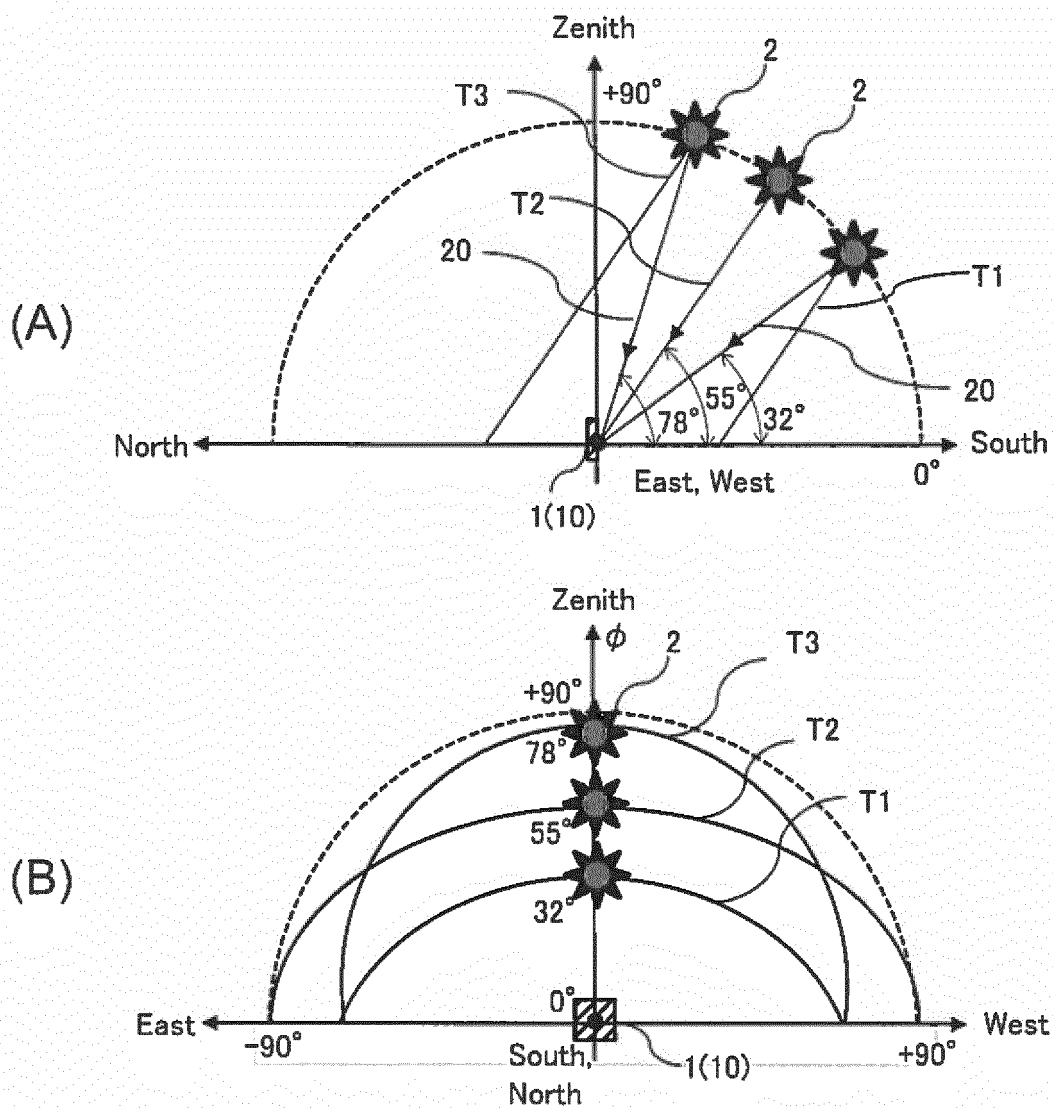 Zenith
2
T3
+90°
2
T2
20
T1
(A)
78°
55°
32°
20
North
South
0°
East, West
1(10)
Zenith
φ
2
T3
+90°
78°
T2
T1
55°
(B)
32°
0°
East
West
-90°
South,
North
1(10)
+90°